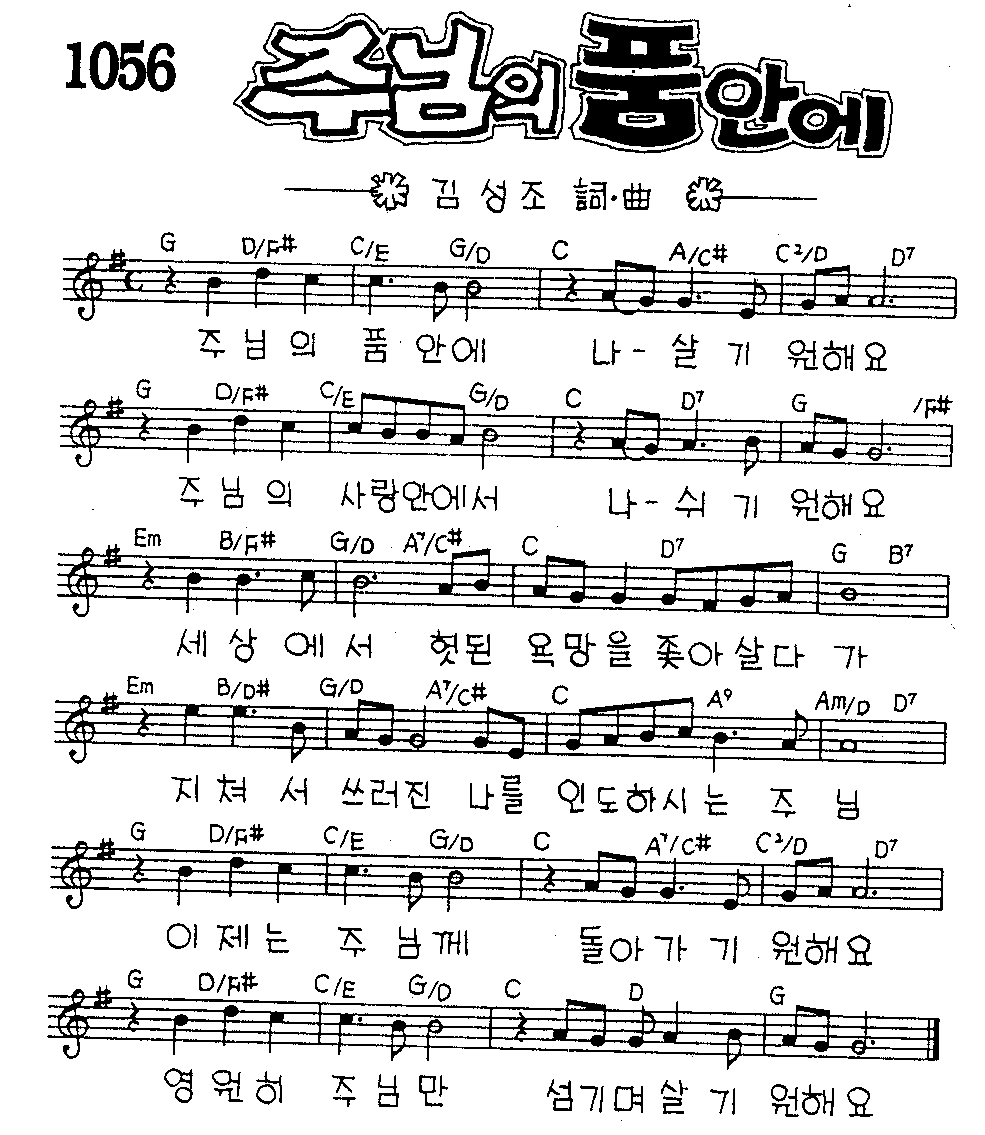 1056 주님의 품안에
김성조 詞·曲
G D/F# C/E G/D C A/C# C2/D D7
주님의 품 안에 나- 살 기 원해요
G D/F# C/E G/D C D7 G /F#
주님의 사랑안에서 나-쉬 기 원해요
Em B/F# G/D A7/C# C D7 G B7
세상에서 헛된 욕망을 좇아살다 가
Em B/D# G/D A7/C# C A9 Am/D D7
지쳐서 쓰러진 나를 인도하시는 주 님
G D/F# C/E G/D C A7/C# C2/D D7
이제는 주님께 돌아가 기 원해요
G D/F# C/E G/D C D G
영원히 주님만 섬기며살 기 원해요